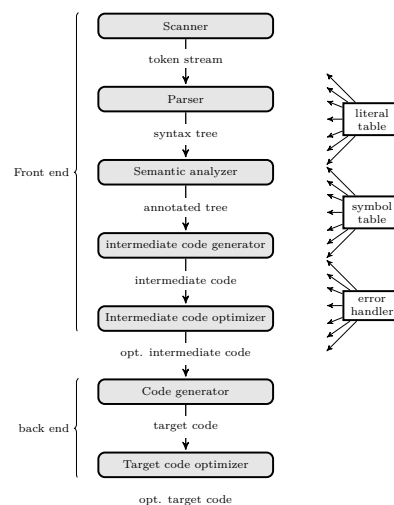 Scanner
token stream
Parser
syntax tree
Front end
Semantic analyzer
annotated tree
intermediate code generator
intermediate code
Intermediate code optimizer
opt. intermediate code
Code generator
back end
target code
Target code optimizer
opt. target code
literal
table
symbol
table
error
handler